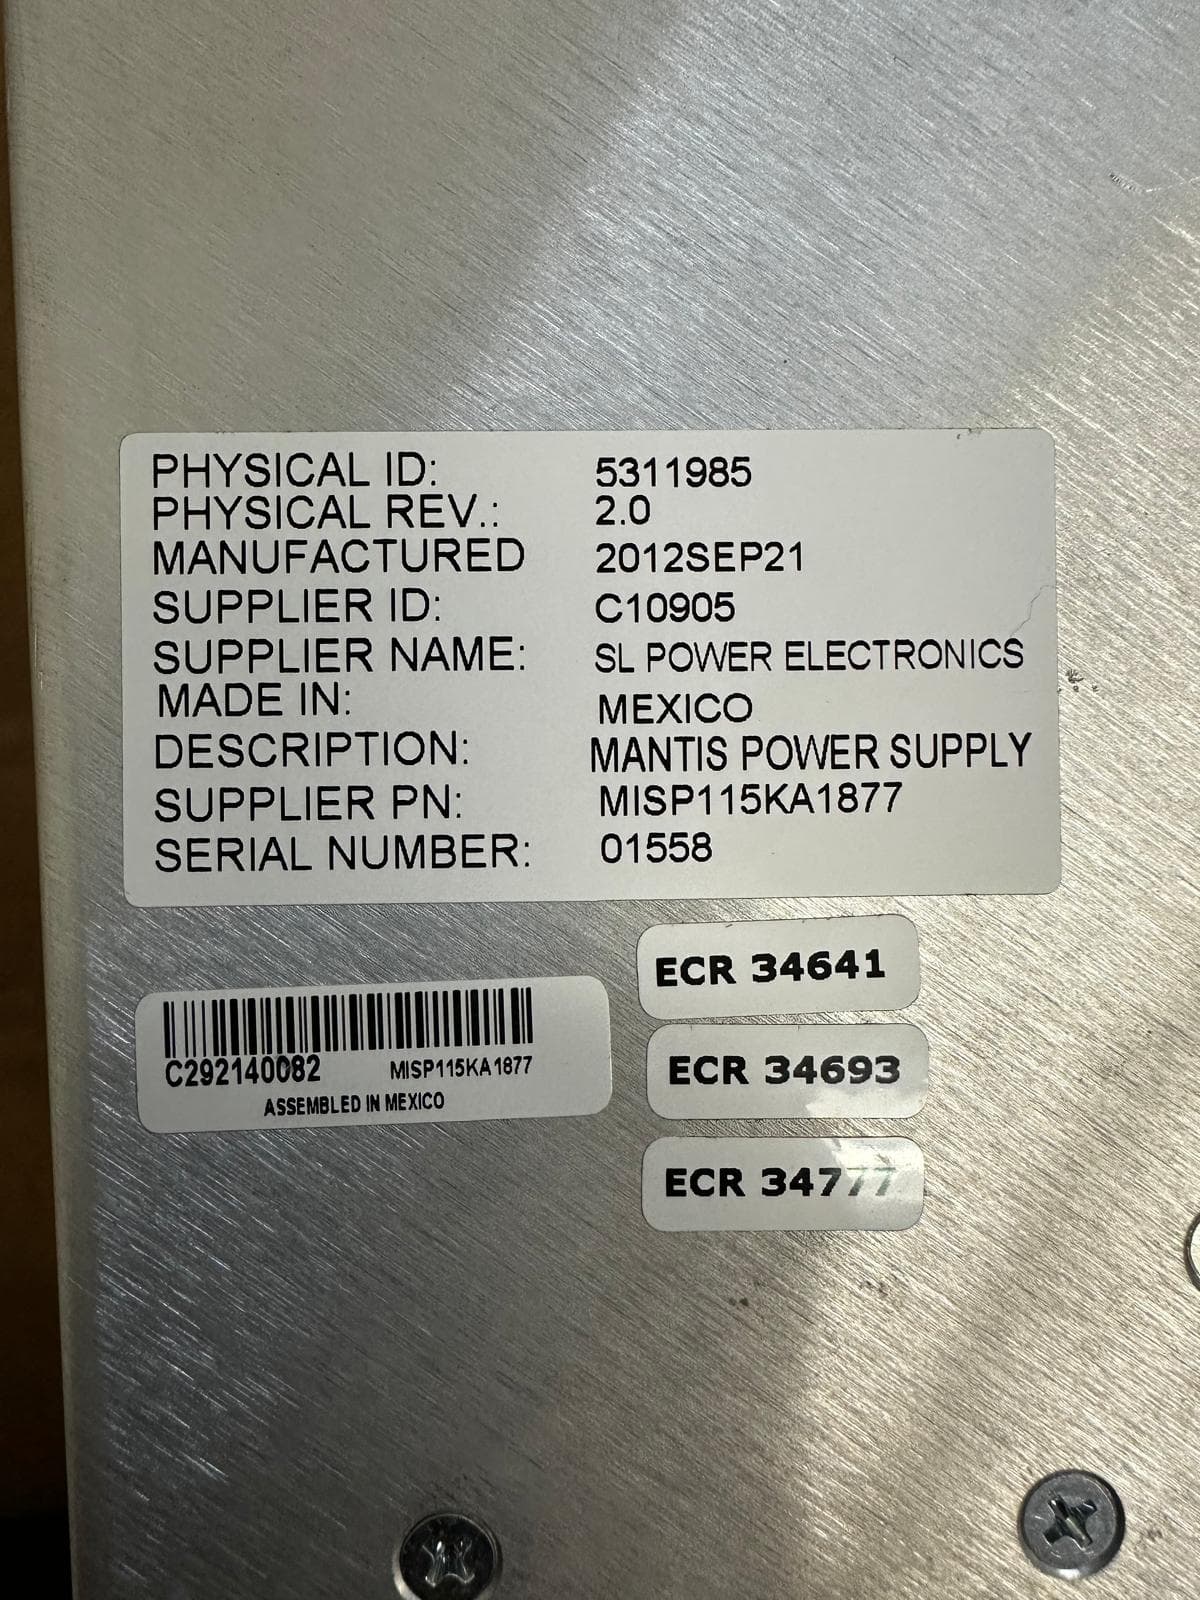 PHYSICAL ID: 5311985
PHYSICAL REV.: 2.0
MANUFACTURED 2012SEP21
SUPPLIER ID: C10905
SUPPLIER NAME: SL POWER ELECTRONICS
MADE IN: MEXICO
DESCRIPTION: MANTIS POWER SUPPLY
SUPPLIER PN: MISP115KA1877
SERIAL NUMBER: 01558
ECR 34641
C292140082 MISP115KA1877
ASSEMBLED IN MEXICO
ECR 34693
ECR 34777